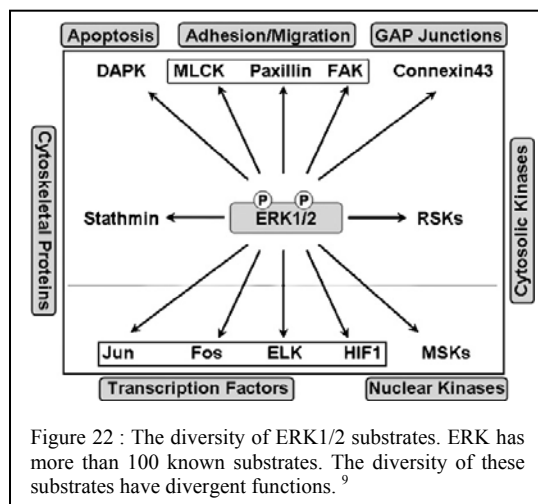 Apoptosis Adhesion/Migration GAP Junctions
DAPK MLCK Paxillin FAK Connexin43
Cytoskeletal Proteins
Cytosolic Kinases
P P
Stathmin ERK1/2 RSKs
Jun Fos ELK HIF1 MSKs
Transcription Factors Nuclear Kinases
Figure 22 : The diversity of ERK1/2 substrates. ERK has
more than 100 known substrates. The diversity of these
substrates have divergent functions. 9